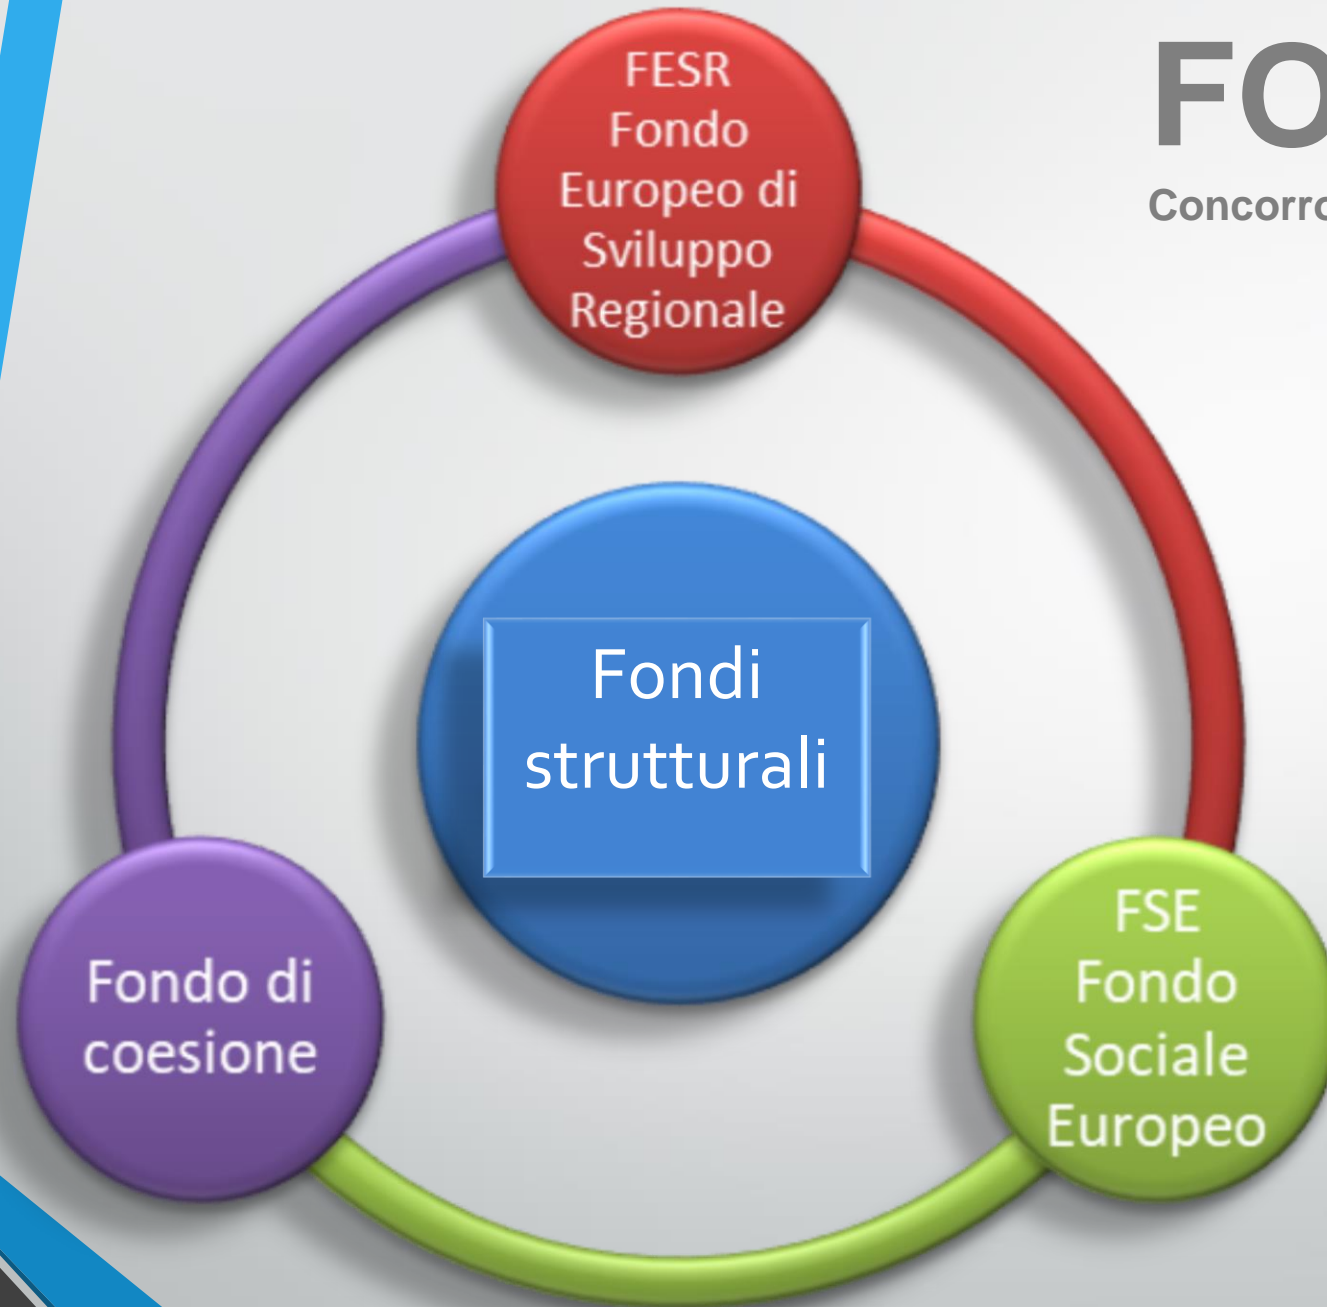 FESR
Fondo
Europeo di
Sviluppo
Regionale
Fondi
strutturali
Fondo di
coesione
FSE
Fondo
Sociale
Europeo